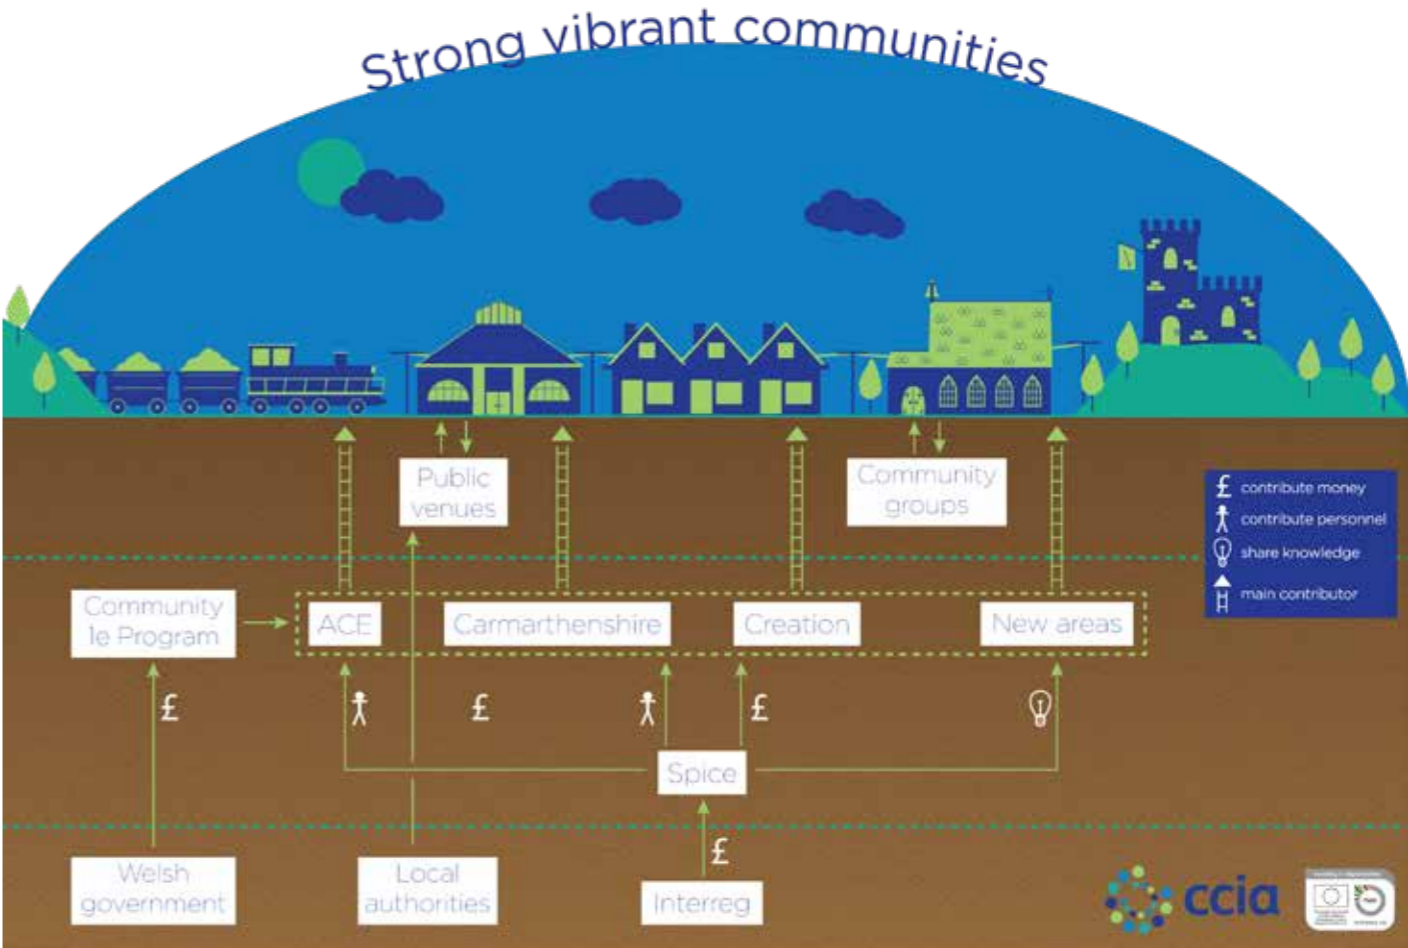 Strong vibrant communities
Public
venues
Community
groups
£ contribute money
contribute personnel
share knowledge
main contributor
Community
1e Program
ACE
Carmarthenshire
Creation
New areas
£
£
£
Spice
£
Welsh
government
Local
authorities
Interreg
ccia